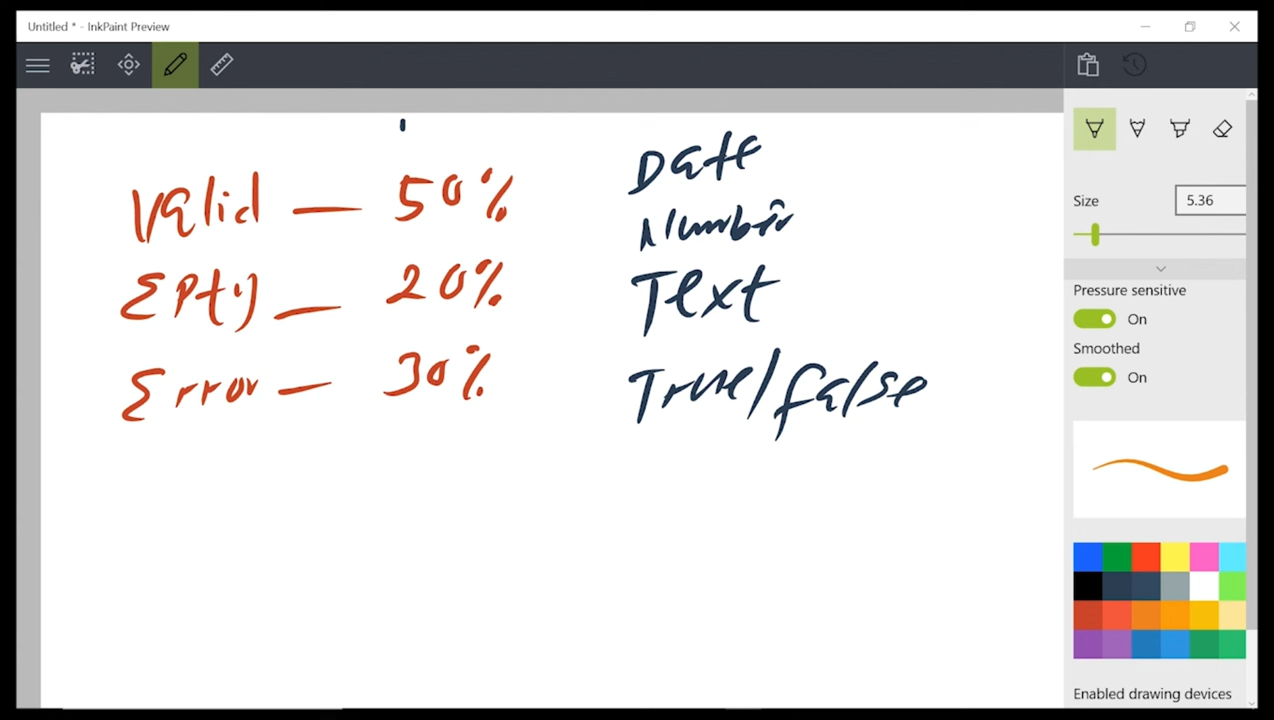 Untitled * - InkPaint Preview
Valid — 50%
Epty — 20%
Error — 30%
Date
Number
Text
True/false
Size
5.36
Pressure sensitive
On
Smoothed
On
Enabled drawing devices